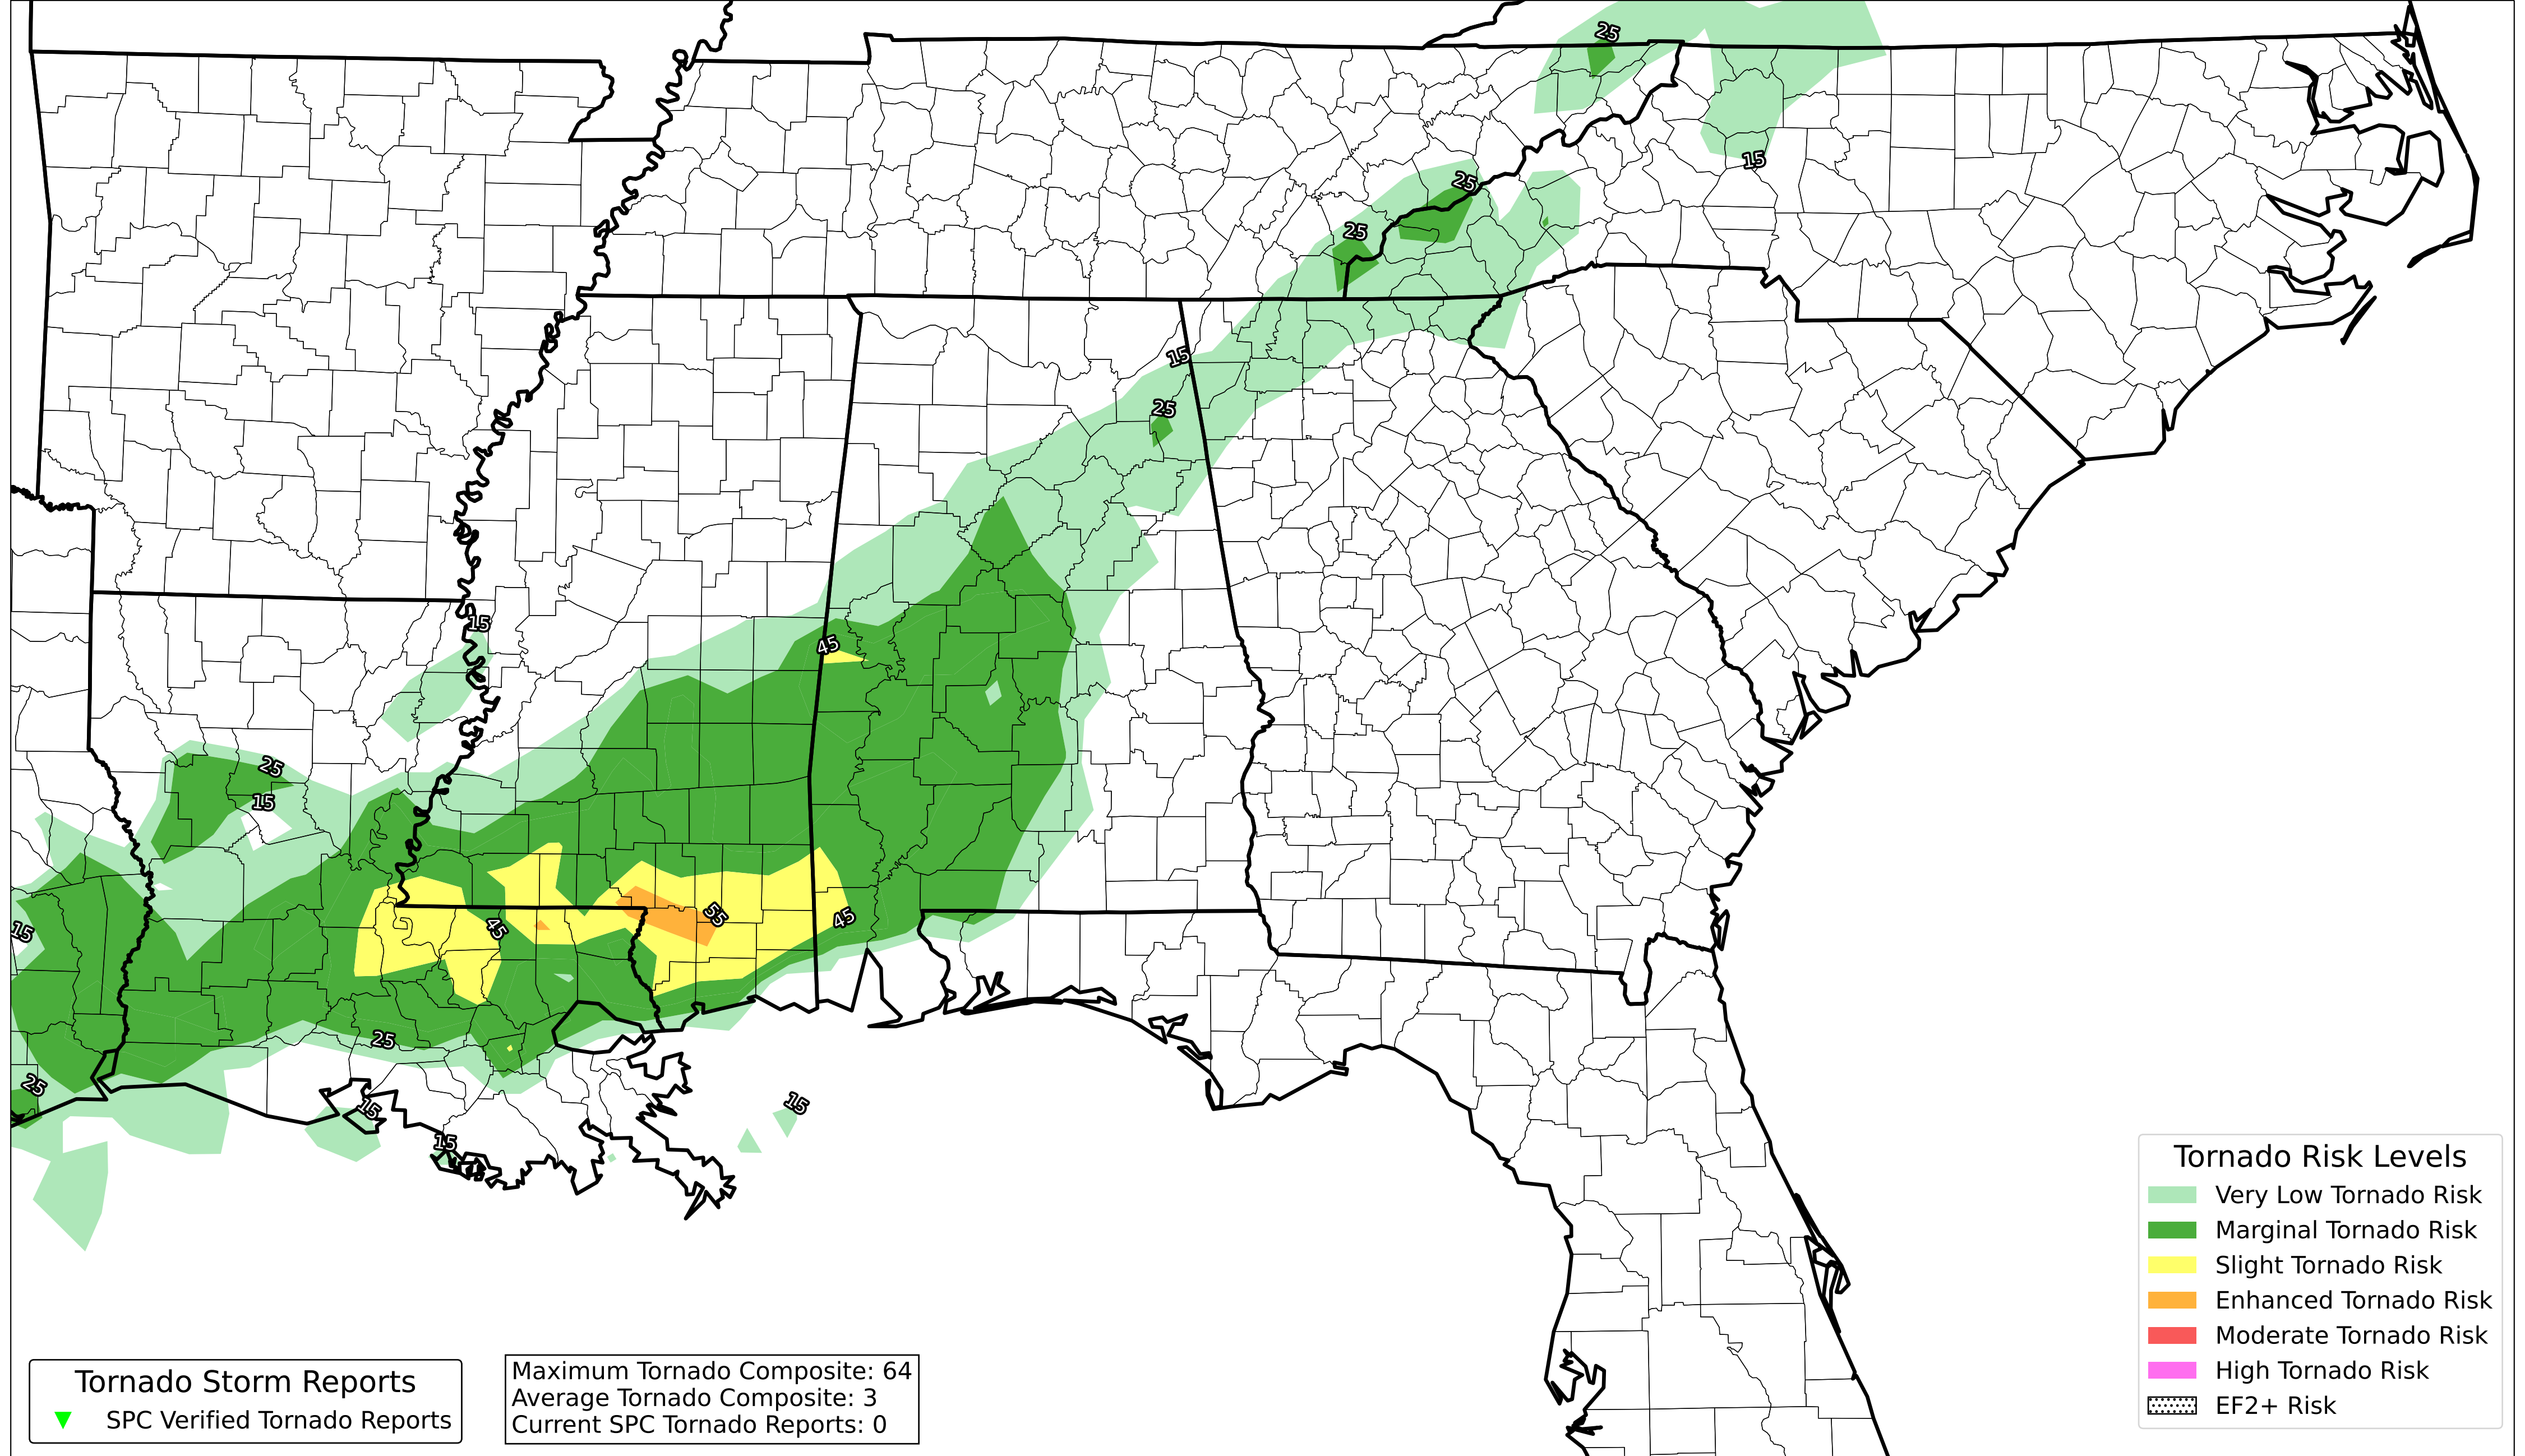 25
15
25
25
15
25
15
45
25
15
45
55
45
15
25
25
15
15
15
Tornado Risk Levels
Very Low Tornado Risk
Marginal Tornado Risk
Slight Tornado Risk
Enhanced Tornado Risk
Moderate Tornado Risk
High Tornado Risk
EF2+ Risk
Tornado Storm Reports
SPC Verified Tornado Reports
Maximum Tornado Composite: 64
Average Tornado Composite: 3
Current SPC Tornado Reports: 0